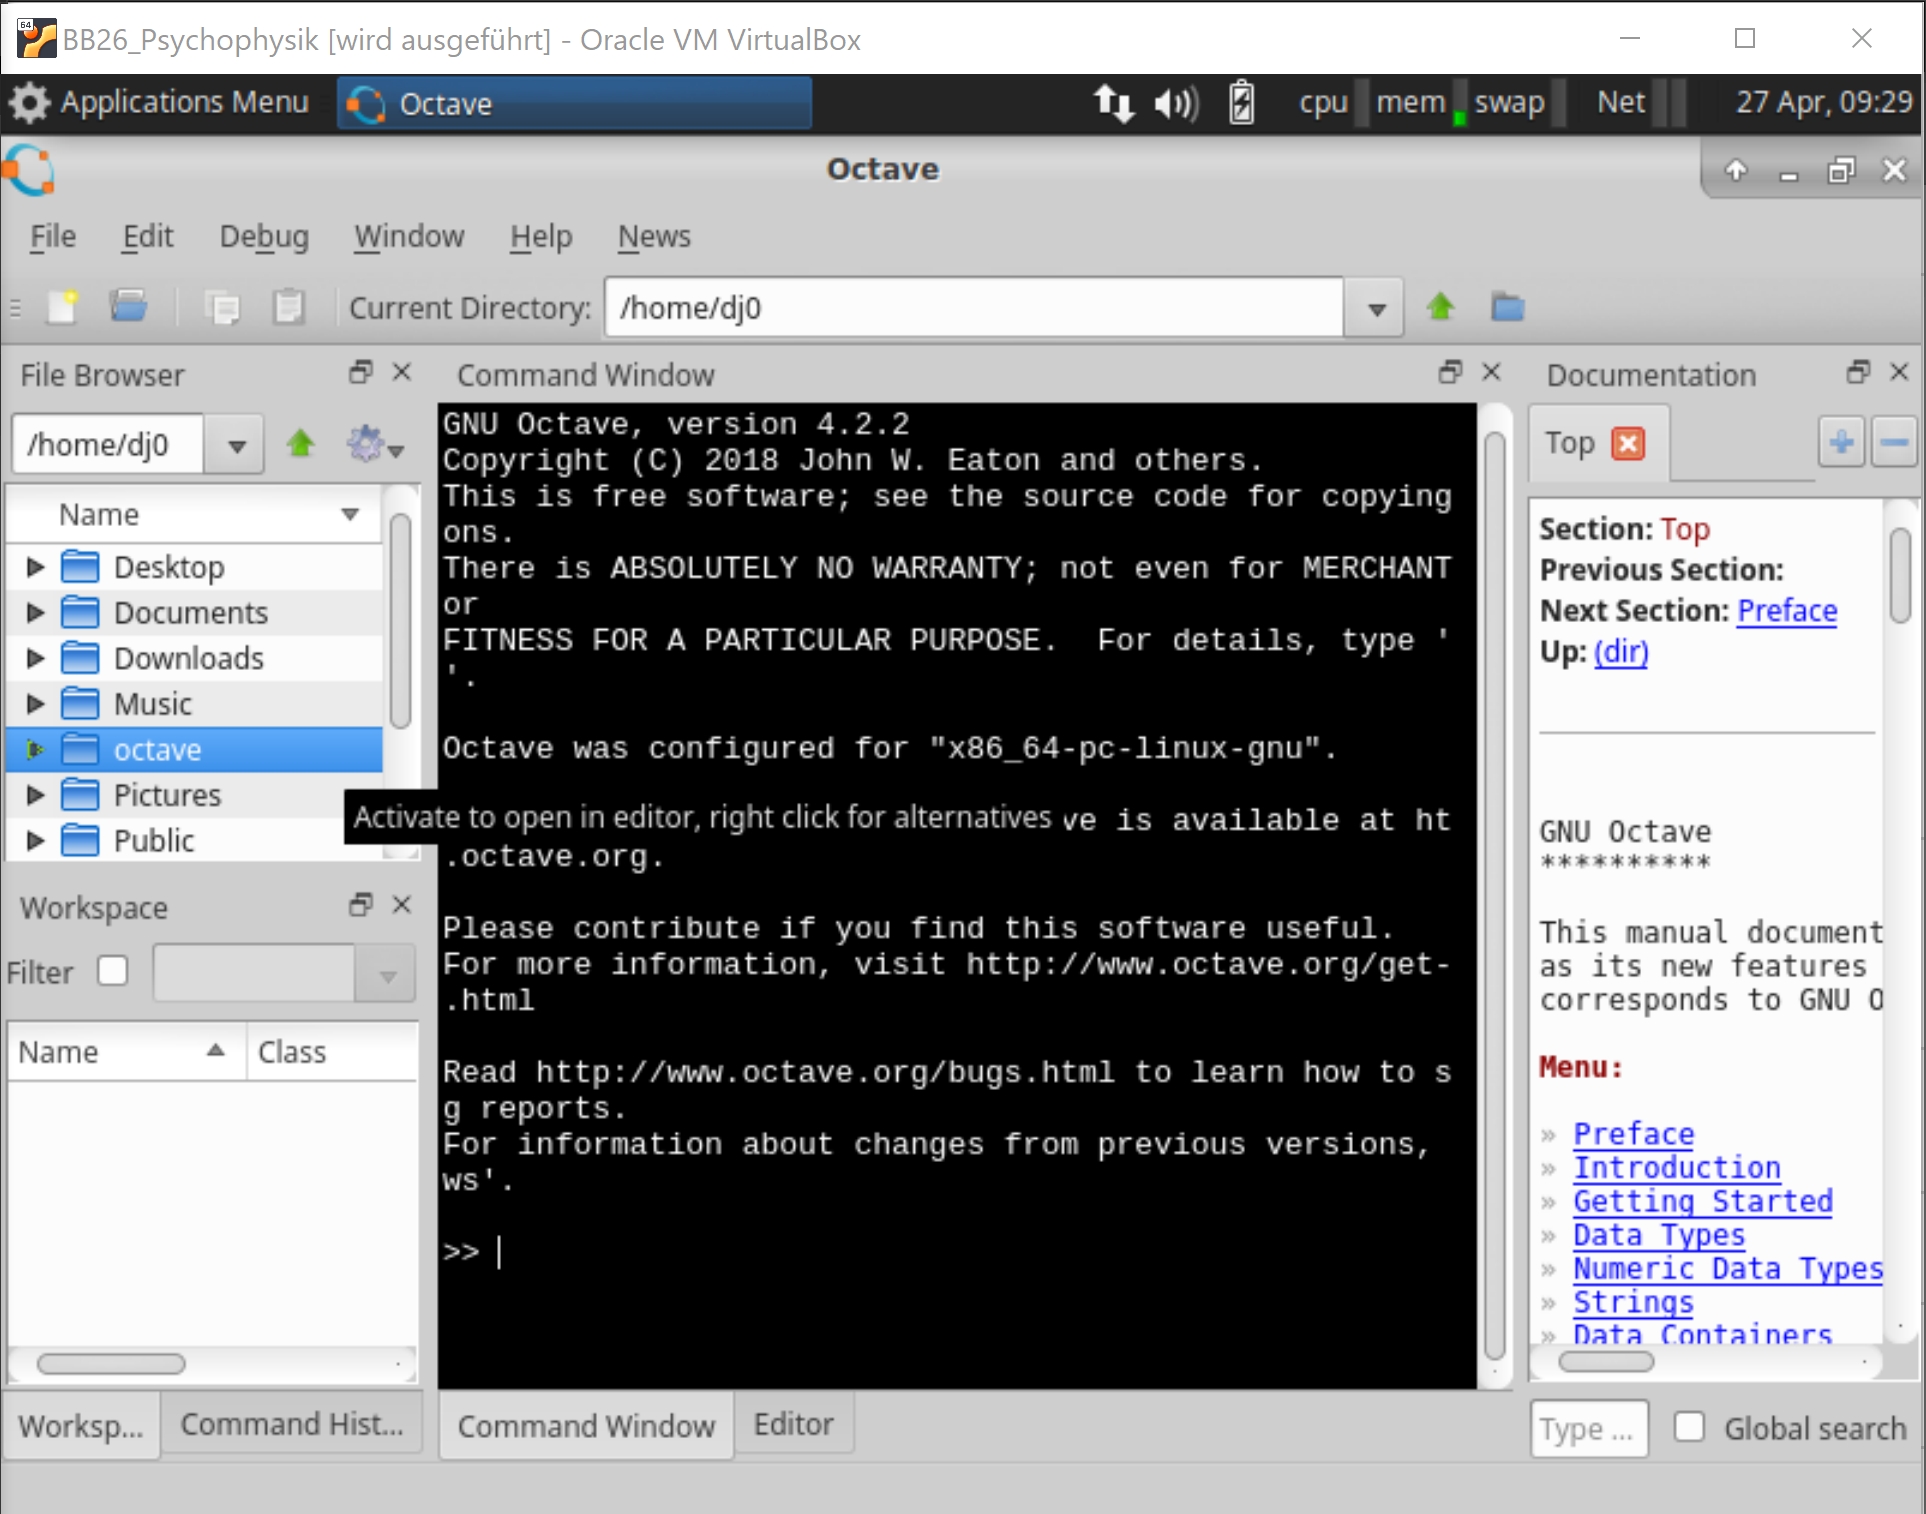 64
BB26_Psychophysik [wird ausgeführt] - Oracle VM VirtualBox
Applications Menu
Octave
cpu mem swap Net 27 Apr, 09:29
Octave
File Edit Debug Window Help News
Current Directory: /home/dj0
File Browser
/home/dj0
Name
Desktop
Documents
Downloads
Music
octave
Pictures
Public
Activate to open in editor, right click for alternatives
Workspace
Filter
Name Class
Worksp... Command Hist...
Command Window
GNU Octave, version 4.2.2
Copyright (C) 2018 John W. Eaton and others.
This is free software; see the source code for copying
ons.
There is ABSOLUTELY NO WARRANTY; not even for MERCHANT
or
FITNESS FOR A PARTICULAR PURPOSE.  For details, type '
'.
Octave was configured for "x86_64-pc-linux-gnu".
ve is available at ht
.octave.org.
Please contribute if you find this software useful.
For more information, visit http://www.octave.org/get-
.html
Read http://www.octave.org/bugs.html to learn how to s
g reports.
For information about changes from previous versions,
ws'.
>>
Command Window Editor
Documentation
Top
Section: Top
Previous Section:
Next Section: Preface
Up: (dir)
GNU Octave
**********
This manual document
as its new features
corresponds to GNU O
Menu:
» Preface
» Introduction
» Getting Started
» Data Types
» Numeric Data Types
» Strings
» Data Containers
Type ... Global search